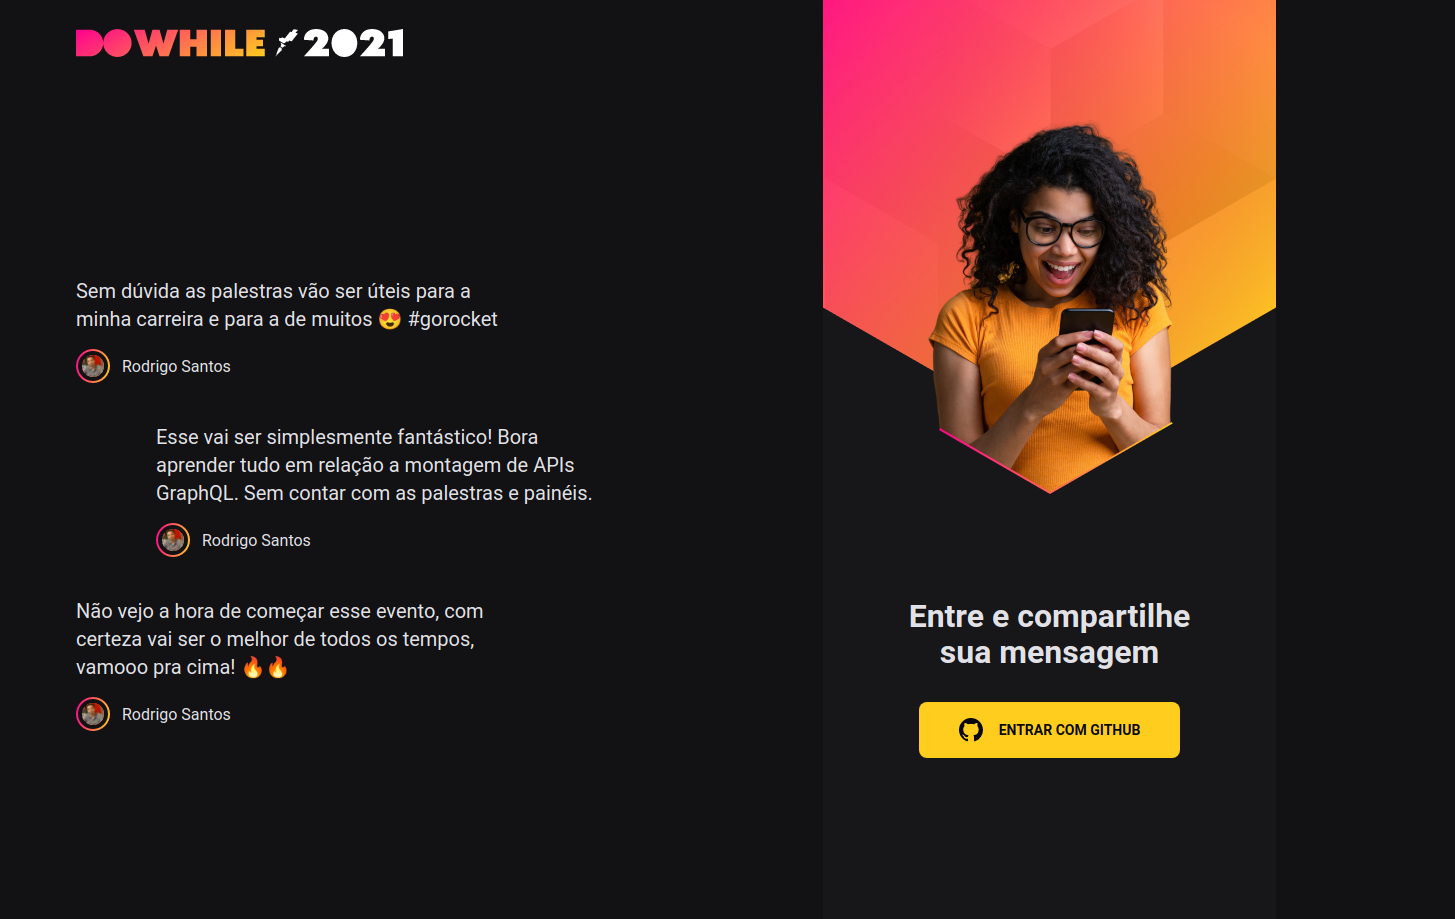 DOWHILE 2021
Sem dúvida as palestras vão ser úteis para a
minha carreira e para a de muitos 😍 #gorocket
Rodrigo Santos
Esse vai ser simplesmente fantástico! Bora
aprender tudo em relação a montagem de APIs
GraphQL. Sem contar com as palestras e painéis.
Rodrigo Santos
Não vejo a hora de começar esse evento, com
certeza vai ser o melhor de todos os tempos,
vamooo pra cima! 🔥🔥
Rodrigo Santos
Entre e compartilhe
sua mensagem
ENTRAR COM GITHUB